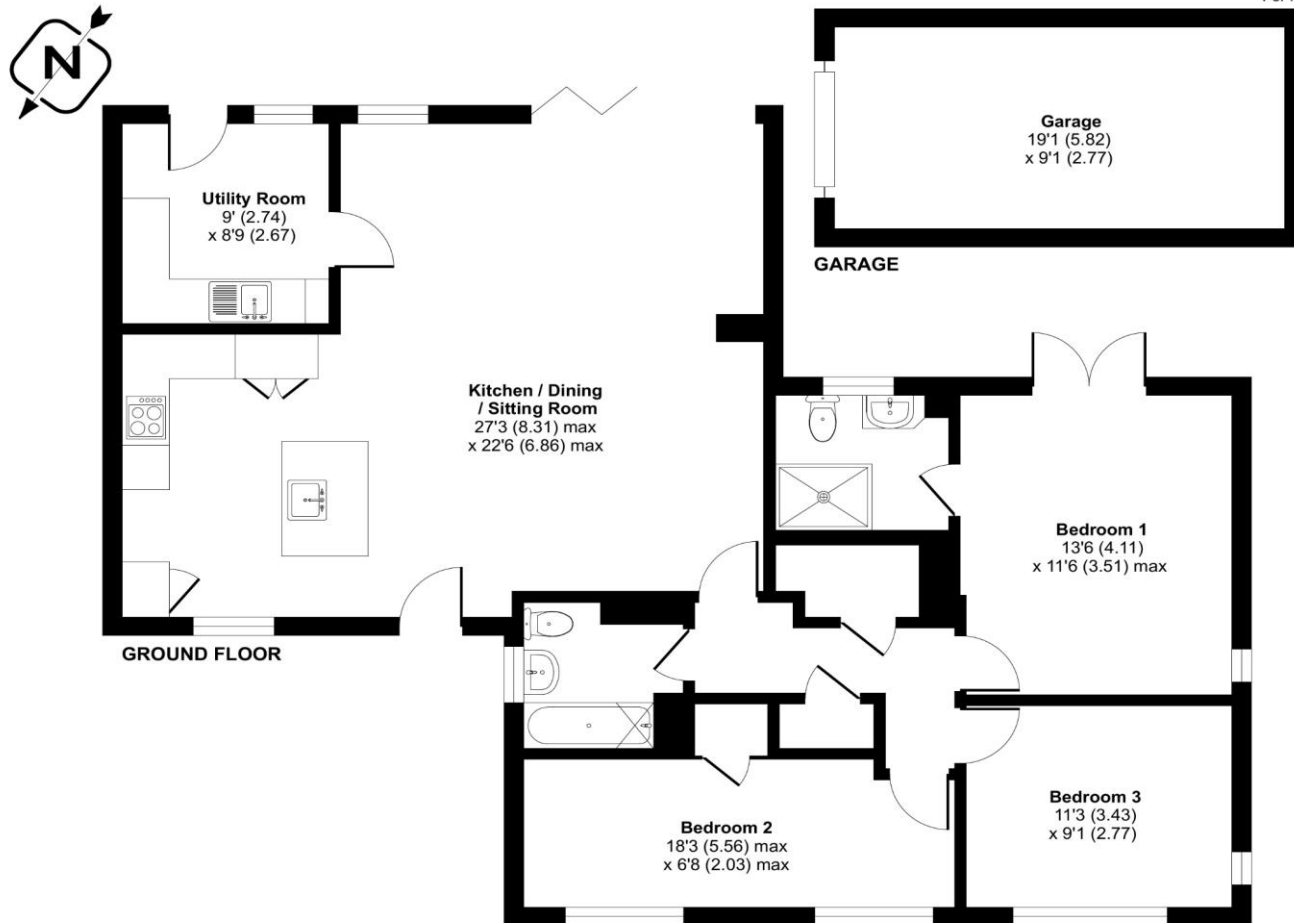 N
Garage
19'1 (5.82)
x 9'1 (2.77)
GARAGE
Utility Room
9' (2.74)
x 8'9 (2.67)
Kitchen / Dining
/ Sitting Room
27'3 (8.31) max
x 22'6 (6.86) max
Bedroom 1
13'6 (4.11)
x 11'6 (3.51) max
GROUND FLOOR
Bedroom 2
18'3 (5.56) max
x 6'8 (2.03) max
Bedroom 3
11'3 (3.43)
x 9'1 (2.77)